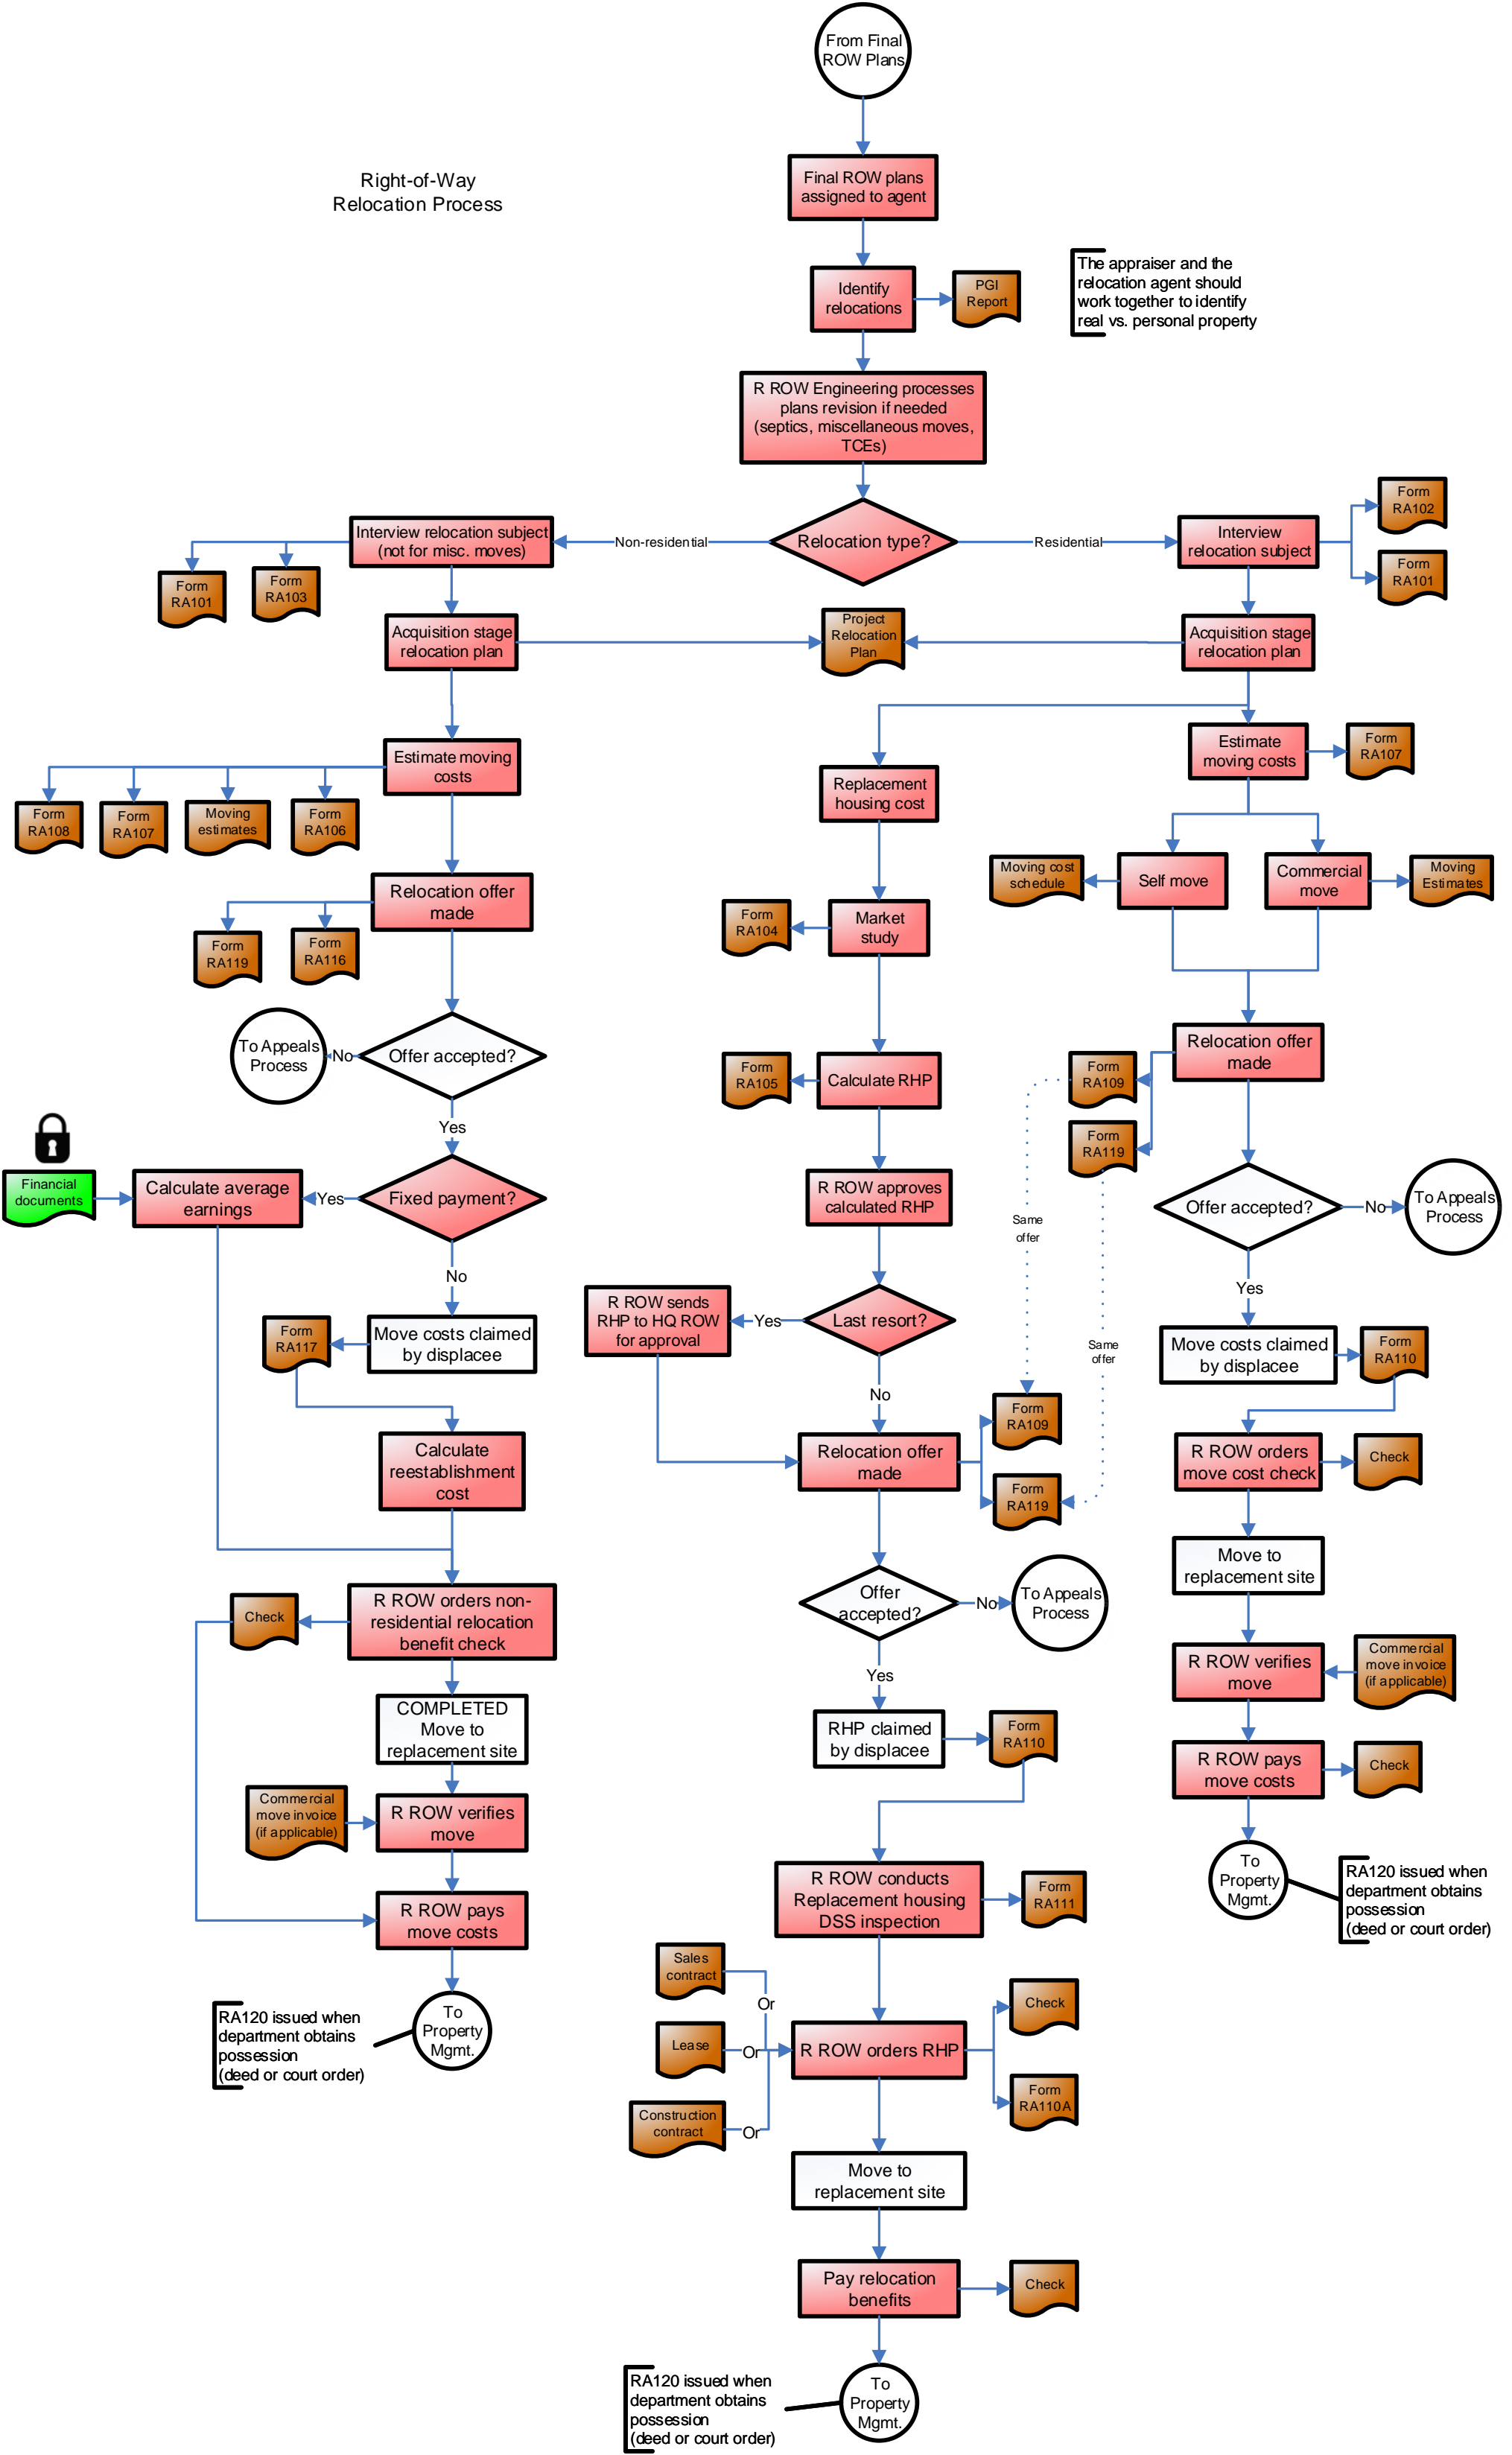 From Final
ROW Plans
Right-of-Way
Relocation Process
Final ROW plans
assigned to agent
The appraiser and the
relocation agent should
work together to identify
real vs. personal property
Identify
relocations
PGI
Report
R ROW Engineering processes
plans revision if needed
(septics, miscellaneous moves,
TCEs)
Relocation type?
Non-residential
Residential
Interview relocation subject
(not for misc. moves)
Form
RA101
Form
RA103
Interview
relocation subject
Form
RA102
Form
RA101
Acquisition stage
relocation plan
Project
Relocation
Plan
Acquisition stage
relocation plan
Estimate moving
costs
Form
RA108
Form
RA107
Moving
estimates
Form
RA106
Replacement
housing cost
Estimate
moving costs
Form
RA107
Moving cost
schedule
Self move
Commercial
move
Moving
Estimates
Relocation offer
made
Form
RA119
Form
RA116
Form
RA104
Market
study
To Appeals
Process
No
Offer accepted?
Yes
Form
RA105
Calculate RHP
Relocation offer
made
Form
RA109
Form
RA119
Financial
documents
Calculate average
earnings
Yes
Fixed payment?
No
R ROW approves
calculated RHP
Same
offer
Offer accepted?
No
To Appeals
Process
Yes
Form
RA117
Move costs claimed
by displacee
R ROW sends
RHP to HQ ROW
for approval
Yes
Last resort?
No
Same
offer
Move costs claimed
by displacee
Form
RA110
Calculate
reestablishment
cost
Relocation offer
made
Form
RA109
Form
RA119
R ROW orders
move cost check
Check
Move to
replacement site
Check
R ROW orders non-
residential relocation
benefit check
Offer
accepted?
No
To Appeals
Process
Yes
R ROW verifies
move
Commercial
move invoice
(if applicable)
COMPLETED
Move to
replacement site
RHP claimed
by displacee
Form
RA110
R ROW pays
move costs
Check
Commercial
move invoice
(if applicable)
R ROW verifies
move
R ROW pays
move costs
R ROW conducts
Replacement housing
DSS inspection
Form
RA111
To
Property
Mgmt.
RA120 issued when
department obtains
possession
(deed or court order)
RA120 issued when
department obtains
possession
(deed or court order)
To
Property
Mgmt.
Sales
contract
Or
Lease
Or
Construction
contract
Or
R ROW orders RHP
Check
Form
RA110A
Move to
replacement site
Pay relocation
benefits
Check
RA120 issued when
department obtains
possession
(deed or court order)
To
Property
Mgmt.